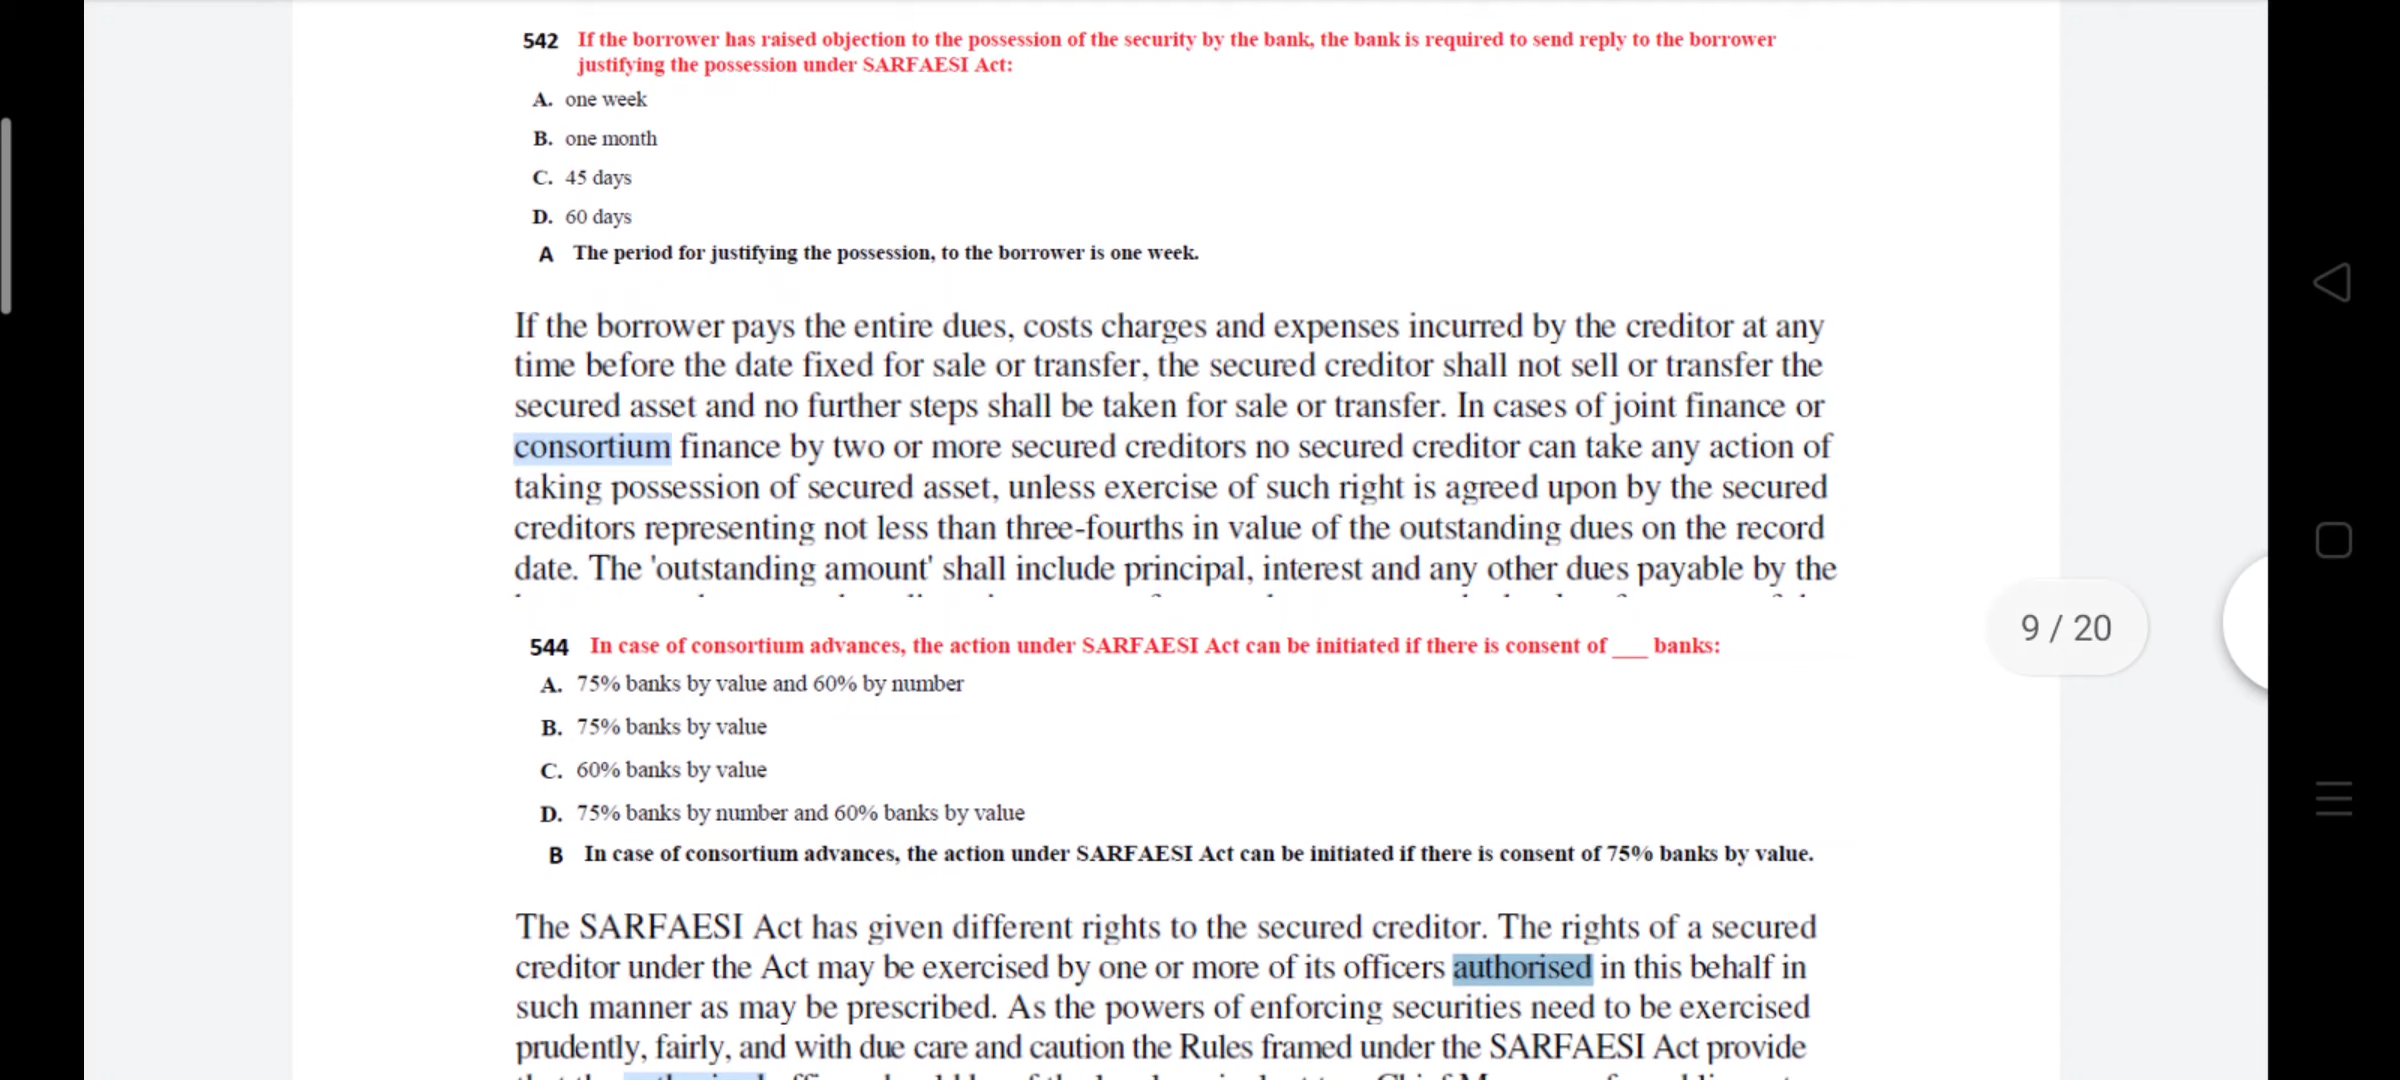 542 If the borrower has raised objection to the possession of the security by the bank, the bank is required to send reply to the borrower
justifying the possession under SARFAESI Act:
A. one week
B. one month
C. 45 days
D. 60 days
A The period for justifying the possession, to the borrower is one week.
If the borrower pays the entire dues, costs charges and expenses incurred by the creditor at any
time before the date fixed for sale or transfer, the secured creditor shall not sell or transfer the
secured asset and no further steps shall be taken for sale or transfer. In cases of joint finance or
consortium finance by two or more secured creditors no secured creditor can take any action of
taking possession of secured asset, unless exercise of such right is agreed upon by the secured
creditors representing not less than three-fourths in value of the outstanding dues on the record
date. The 'outstanding amount' shall include principal, interest and any other dues payable by the
9 / 20
544 In case of consortium advances, the action under SARFAESI Act can be initiated if there is consent of ___ banks:
A. 75% banks by value and 60% by number
B. 75% banks by value
C. 60% banks by value
D. 75% banks by number and 60% banks by value
B In case of consortium advances, the action under SARFAESI Act can be initiated if there is consent of 75% banks by value.
The SARFAESI Act has given different rights to the secured creditor. The rights of a secured
creditor under the Act may be exercised by one or more of its officers authorised in this behalf in
such manner as may be prescribed. As the powers of enforcing securities need to be exercised
prudently, fairly, and with due care and caution the Rules framed under the SARFAESI Act provide